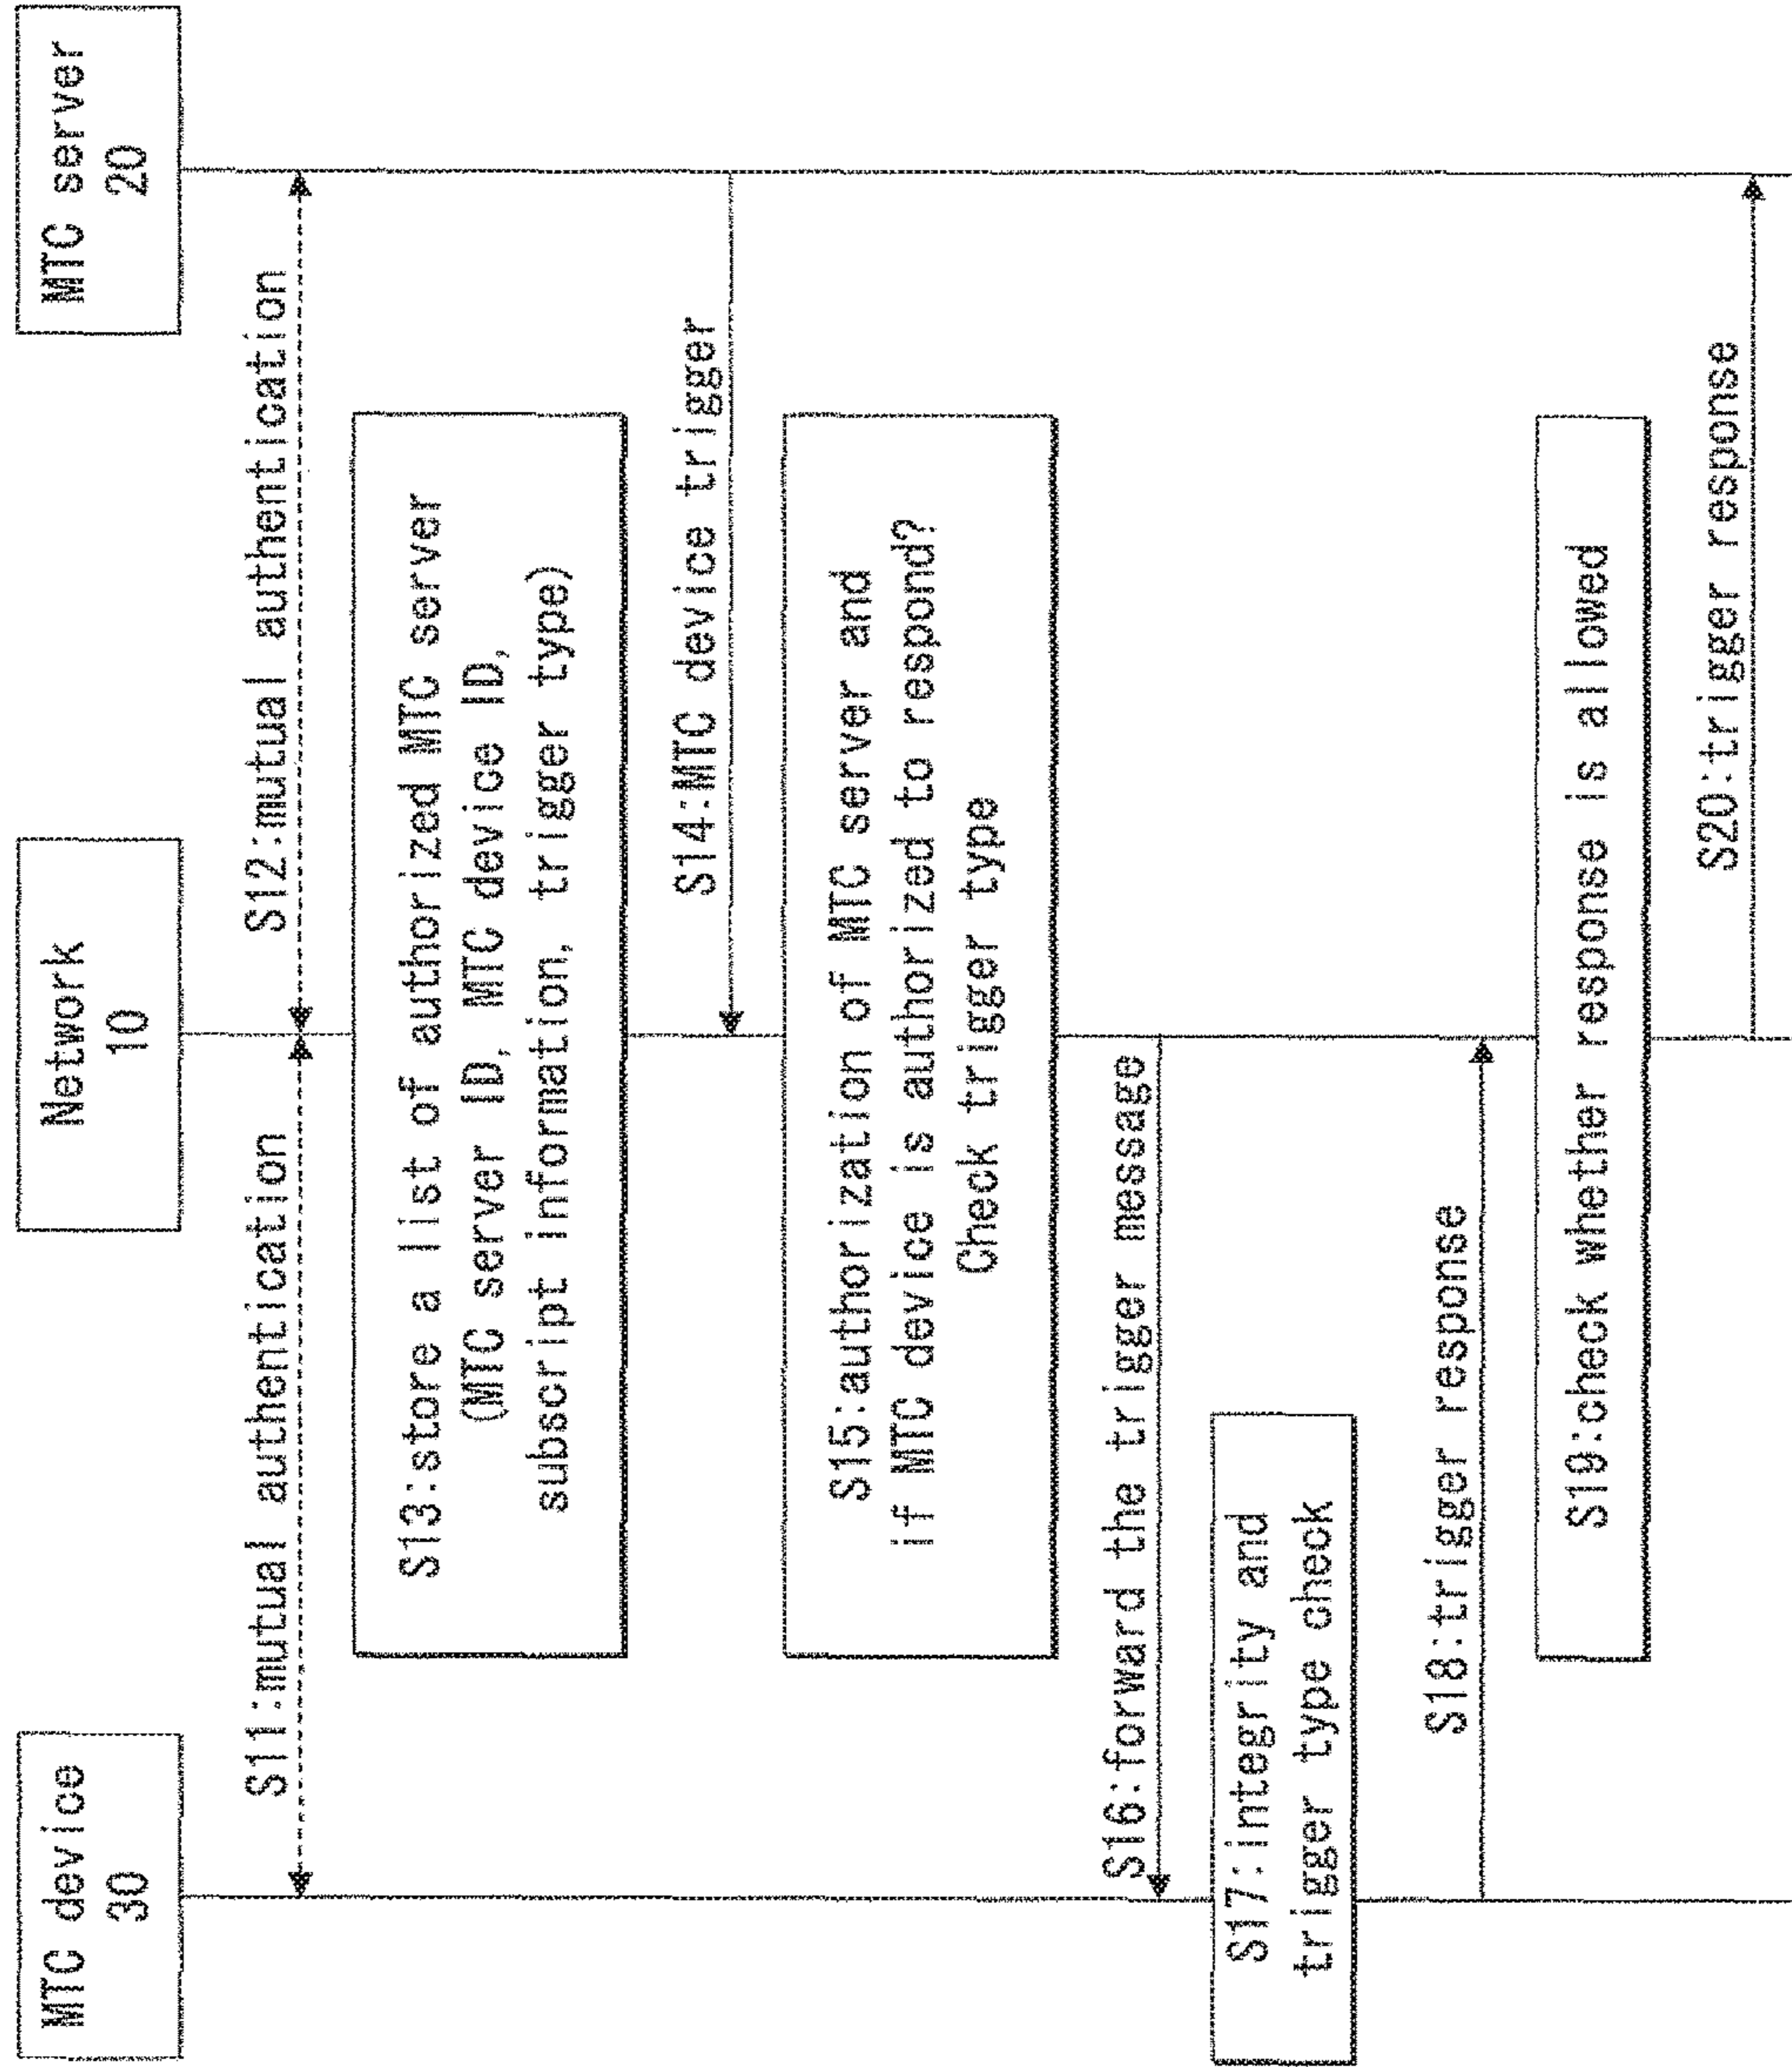 MTC device
30
Network
10
MTC server
20
S11:mutual authentication
S12:mutual authentication
S13:store a list of authorized MTC server
(MTC server ID, MTC device ID,
subscript information, trigger type)
S14:MTC device trigger
S15:authorization of MTC server and
if MTC device is authorized to respond?
Check trigger type
S16:forward the trigger message
S17:integrity and
trigger type check
S18:trigger response
S19:check whether response is allowed
S20:trigger response